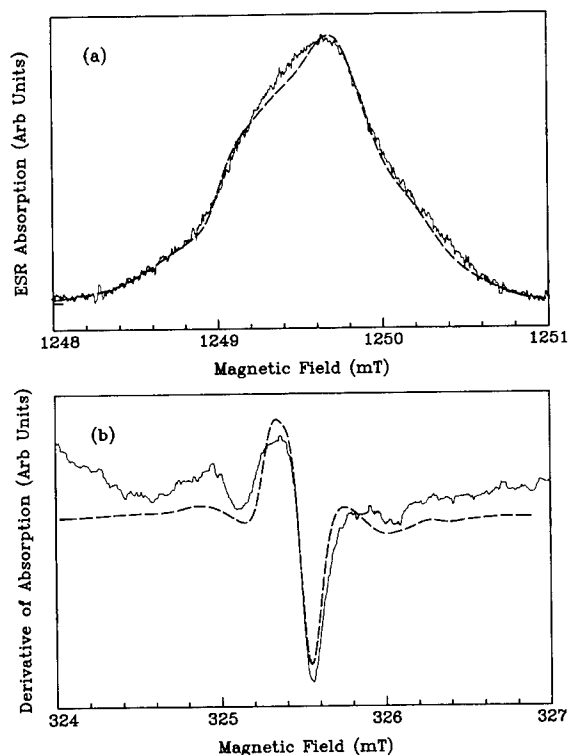 (a)
ESR Absorption (Arb Units)
1248 1249 1250 1251
Magnetic Field (mT)
(b)
Derivative of Absorption (Arb Units)
324 325 326 327
Magnetic Field (mT)